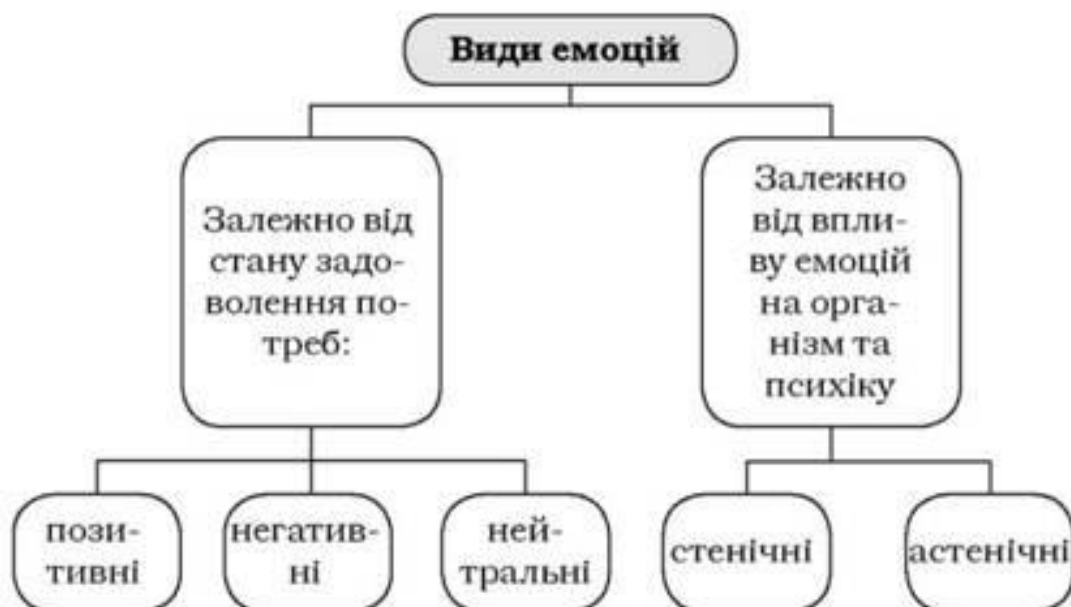 Види емоцій
Залежно від
стану задо-
волення по-
треб:
Залежно
від впли-
ву емоцій
на орга-
нізм та
психіку
пози-
тивні
негатив-
ні
ней-
тральні
стенічні
астенічні